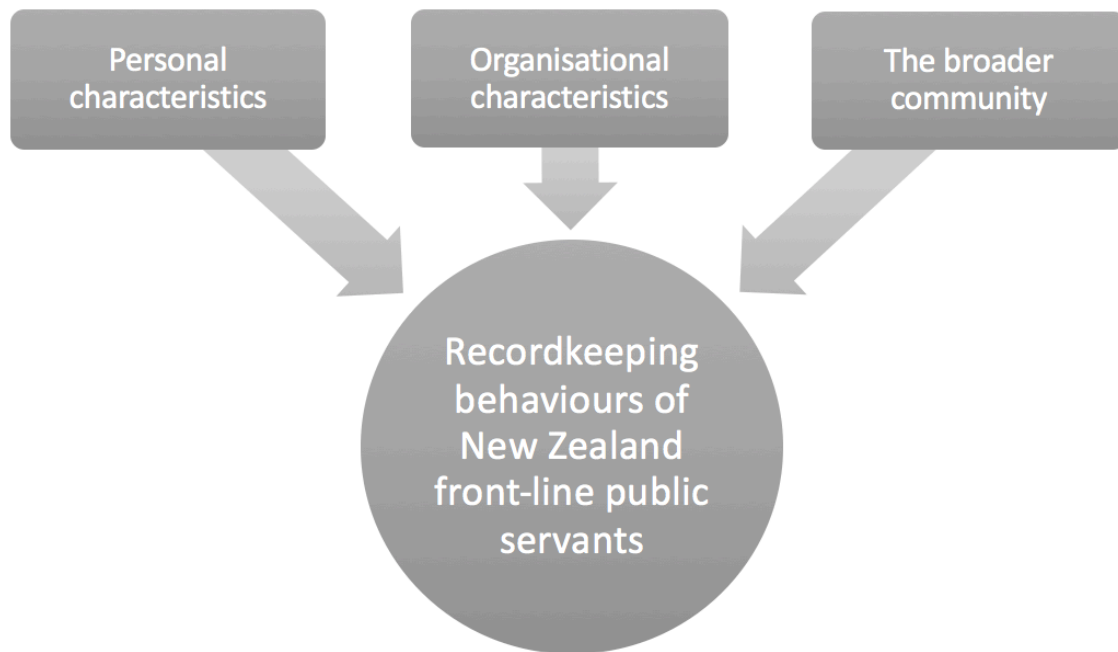 Personal
characteristics
Organisational
characteristics
The broader
community
Recordkeeping
behaviours of
New Zealand
front-line public
servants